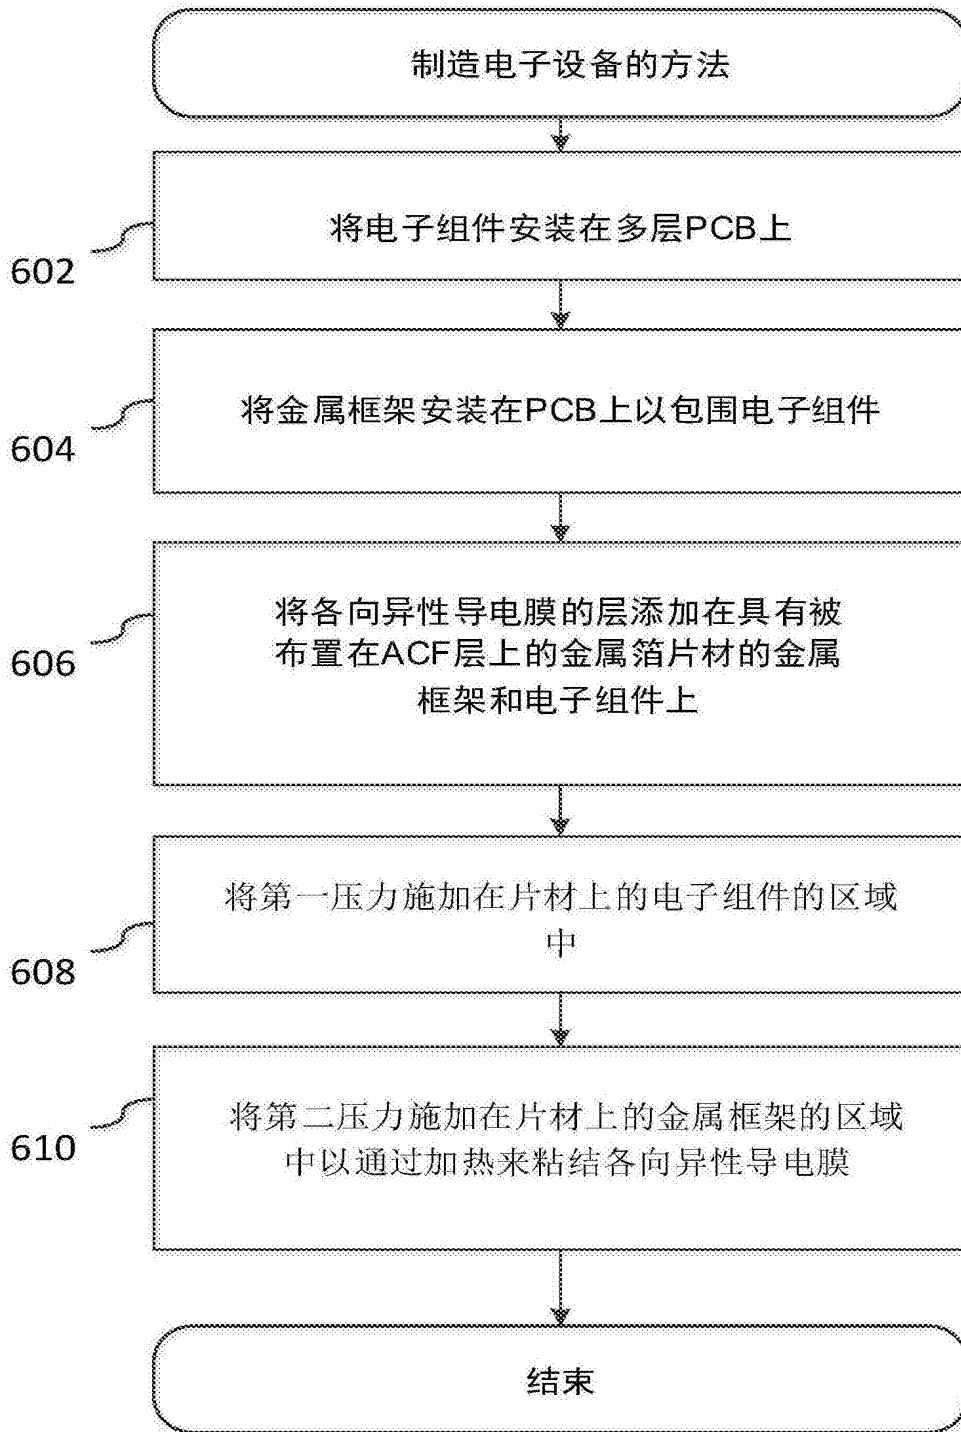 制造电子设备的方法
将电子组件安装在多层PCB上
602
将金属框架安装在PCB上以包围电子组件
604
将各向异性导电膜的层添加在具有被
布置在ACF层上的金属箔片材的金属
框架和电子组件上
606
将第一压力施加在片材上的电子组件的区域
中
608
将第二压力施加在片材上的金属框架的区域
中以通过加热来粘结各向异性导电膜
610
结束